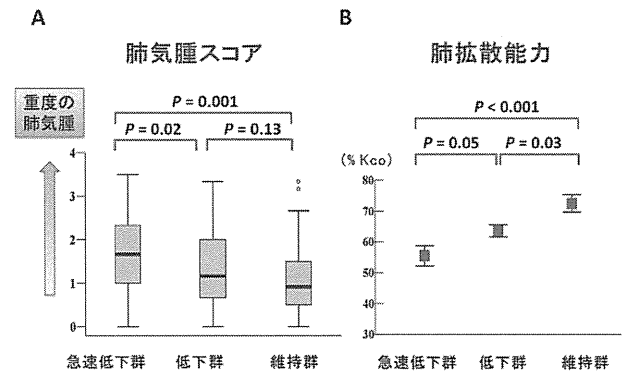 A
肺気腫スコア
重度の
肺気腫
P = 0.001
P = 0.02
P = 0.13
4
3
2
1
0
急速低下群
低下群
維持群
B
肺拡散能力
P < 0.001
P = 0.05
P = 0.03
(% Kco)
80
70
60
50
40
30
急速低下群
低下群
維持群